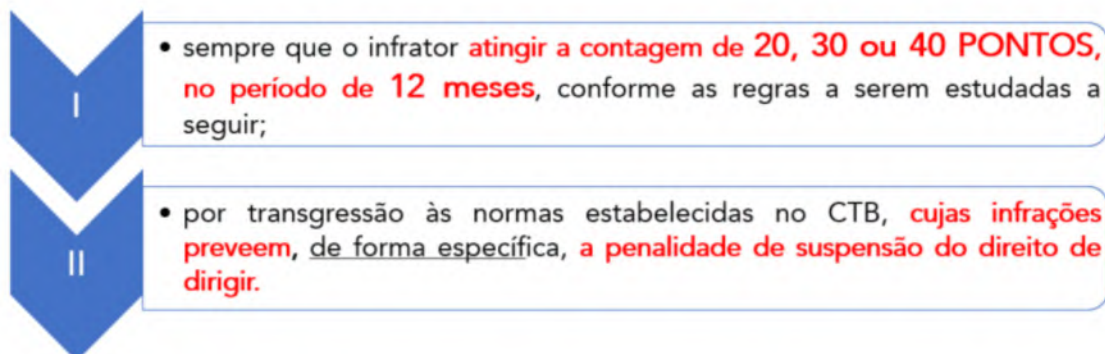 I
• sempre que o infrator atingir a contagem de 20, 30 ou 40 PONTOS,
no período de 12 meses, conforme as regras a serem estudadas a
seguir;
II
• por transgressão às normas estabelecidas no CTB, cujas infrações
preveem, de forma específica, a penalidade de suspensão do direito de
dirigir.